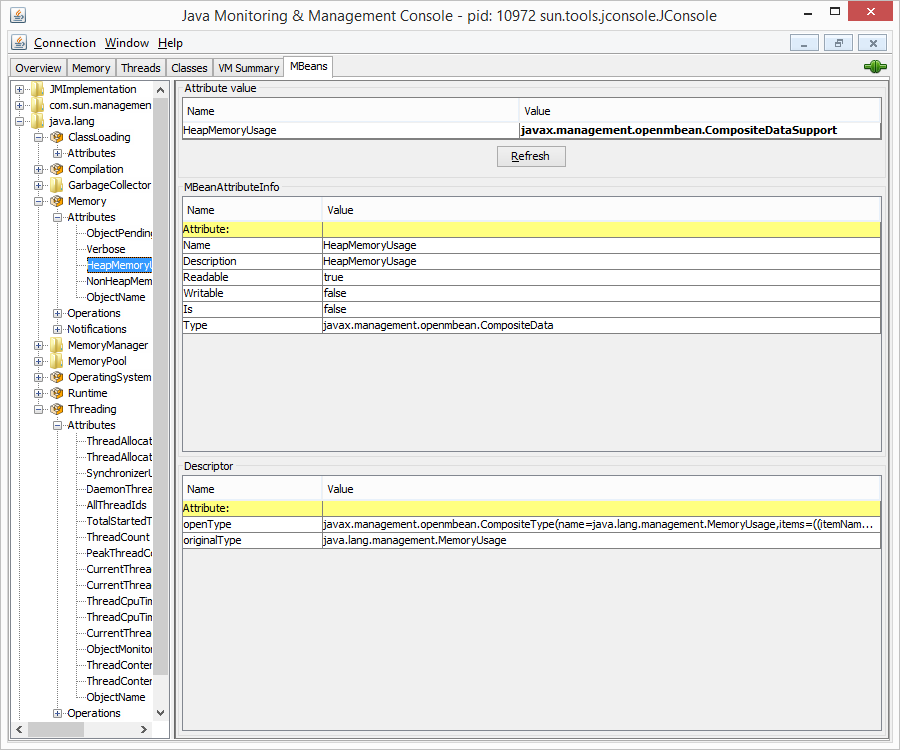 Java Monitoring & Management Console - pid: 10972 sun.tools.jconsole.JConsole
Connection Window Help
Overview Memory Threads Classes VM Summary MBeans
JMImplementation
com.sun.managemen
java.lang
ClassLoading
Attributes
Compilation
GarbageCollector
Memory
Attributes
ObjectPending
Verbose
HeapMemoryU
NonHeapMem
ObjectName
Operations
Notifications
MemoryManager
MemoryPool
OperatingSystem
Runtime
Threading
Attributes
ThreadAllocat
ThreadAllocat
SynchronizerU
DaemonThrea
AllThreadIds
TotalStartedT
ThreadCount
PeakThreadCo
CurrentThrea
CurrentThrea
ThreadCpuTim
ThreadCpuTim
CurrentThrea
ObjectMonitor
ThreadConten
ThreadConten
ObjectName
Operations
Attribute value
Name Value
HeapMemoryUsage javax.management.openmbean.CompositeDataSupport
Refresh
MBeanAttributeInfo
Name Value
Attribute:
Name HeapMemoryUsage
Description HeapMemoryUsage
Readable true
Writable false
Is false
Type javax.management.openmbean.CompositeData
Descriptor
Name Value
Attribute:
openType javax.management.openmbean.CompositeType(name=java.lang.management.MemoryUsage,items=((itemNam...
originalType java.lang.management.MemoryUsage